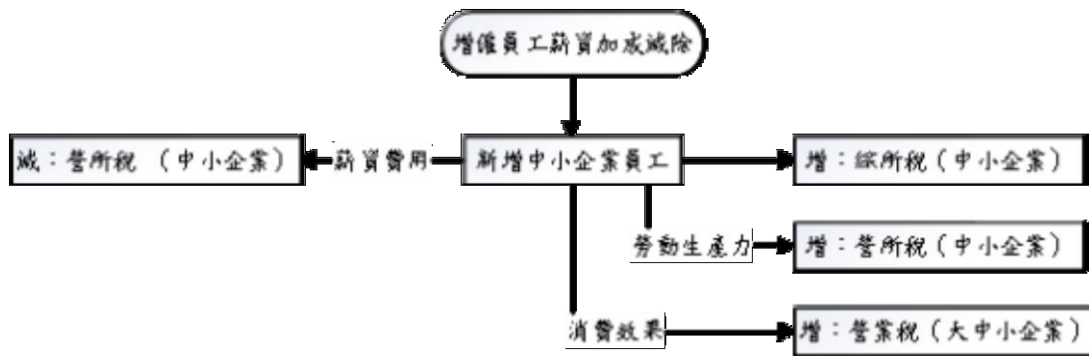 增僱員工薪資加成減除
減：營所稅 （中小企業）
薪資費用
新增中小企業員工
增：綜所稅（中小企業）
勞動生產力
增：營所稅（中小企業）
消費效果
增：營業稅（大中小企業）